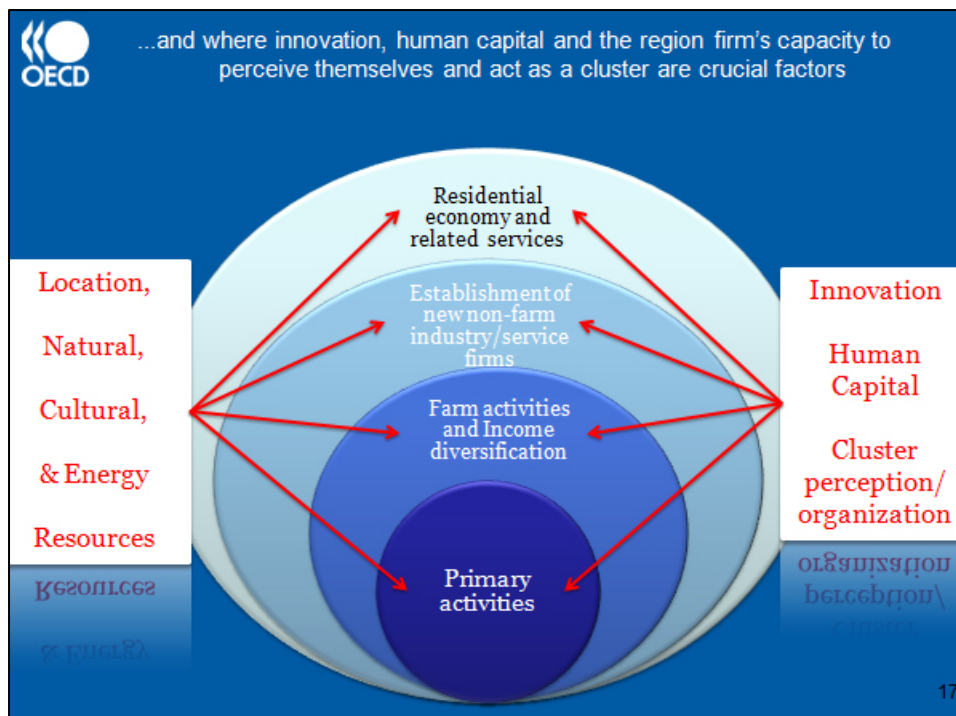 ...and where innovation, human capital and the region firm's capacity to
perceive themselves and act as a cluster are crucial factors
OECD
Residential
economy and
related services
Establishment of
new non-farm
industry/service
firms
Farm activities
and Income
diversification
Primary
activities
Location,
Natural,
Cultural,
& Energy
Resources
Innovation
Human
Capital
Cluster
perception/
organization
17